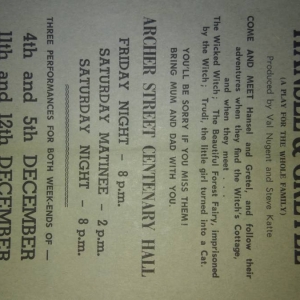 (A PLAY FOR THE WHOLE FAMILY)
Produced by Val Nugent and Steve Katte
COME AND MEET Hansel and Gretel, and follow their
adventures when they find the Witch's Cottage,
and when they meet
The Wicked Witch; The Beautiful Forest Fairy, imprisoned
by the Witch; Trudi, the little girl turned into a Cat.
YOU'LL BE SORRY IF YOU MISS THEM!
BRING MUM AND DAD WITH YOU.
ARCHER STREET CENTENARY HALL
FRIDAY NIGHT – 8 p.m.
SATURDAY MATINEE – 2 p.m.
SATURDAY NIGHT – 8 p.m.
THREE PERFORMANCES FOR BOTH WEEK-ENDS OF —
4th and 5th DECEMBER
11th and 12th DECEMBER